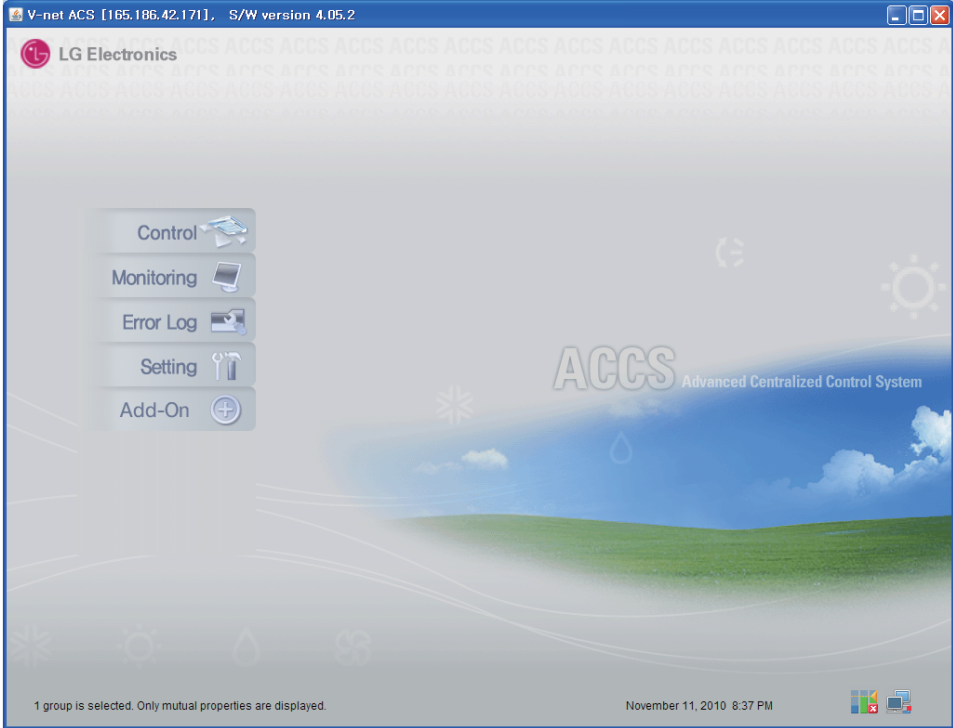 V-net ACS [165.186.42.171],   S/W version 4.05.2
LG Electronics
Control
Monitoring
Error Log
Setting
Add-On
ACCS Advanced Centralized Control System
1 group is selected. Only mutual properties are displayed.
November 11, 2010  8:37 PM